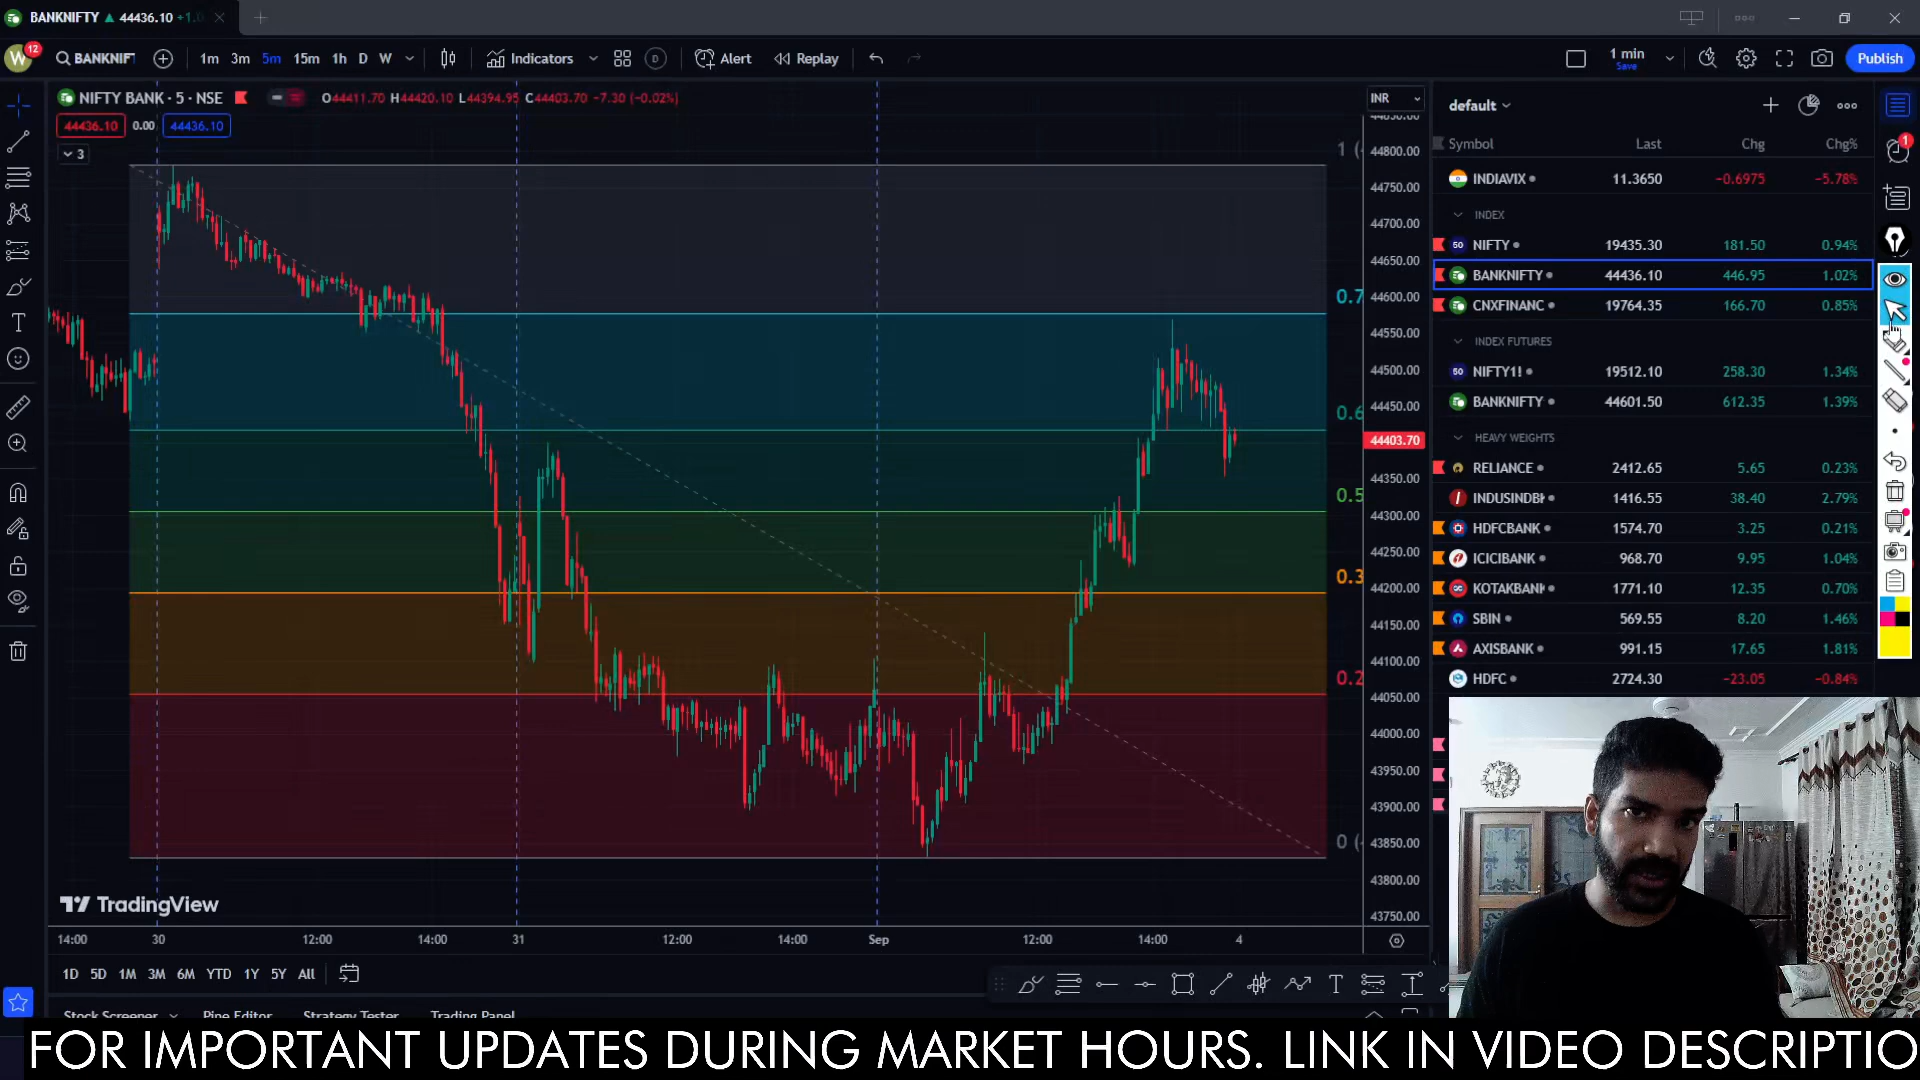 BANKNIFTY ▲ 44436.10 +1.0
W 12 BANKNIF 1m 3m 5m 15m 1h D W Indicators D Alert Replay 1 min Save Publish
NIFTY BANK · 5 · NSE O44411.70 H44420.10 L44394.95 C44403.70 -7.30 (-0.02%) INR
44436.10 0.00 44436.10
3
1 (
0.7
0.6
0.5
0.3
0.2
0 (
44800.00
44750.00
44700.00
44650.00
44600.00
44550.00
44500.00
44450.00
44403.70
44350.00
44300.00
44250.00
44200.00
44150.00
44100.00
44050.00
44000.00
43950.00
43900.00
43850.00
43800.00
43750.00
default
Symbol Last Chg Chg%
INDIAVIX 11.3650 -0.6975 -5.78%
INDEX
50 NIFTY 19435.30 181.50 0.94%
BANKNIFTY 44436.10 446.95 1.02%
CNXFINANC 19764.35 166.70 0.85%
INDEX FUTURES
50 NIFTY1! 19512.10 258.30 1.34%
BANKNIFTY 44601.50 612.35 1.39%
HEAVY WEIGHTS
RELIANCE 2412.65 5.65 0.23%
INDUSINDB 1416.55 38.40 2.79%
HDFCBANK 1574.70 3.25 0.21%
ICICIBANK 968.70 9.95 1.04%
KOTAKBAN 1771.10 12.35 0.70%
SBIN 569.55 8.20 1.46%
AXISBANK 991.15 17.65 1.81%
HDFC 2724.30 -23.05 -0.84%
1
TradingView
14:00 30 12:00 14:00 31 12:00 14:00 Sep 12:00 14:00 4
1D 5D 1M 3M 6M YTD 1Y 5Y All
Stock Screener Pine Editor Strategy Tester Trading Panel
FOR IMPORTANT UPDATES DURING MARKET HOURS. LINK IN VIDEO DESCRIPTIO